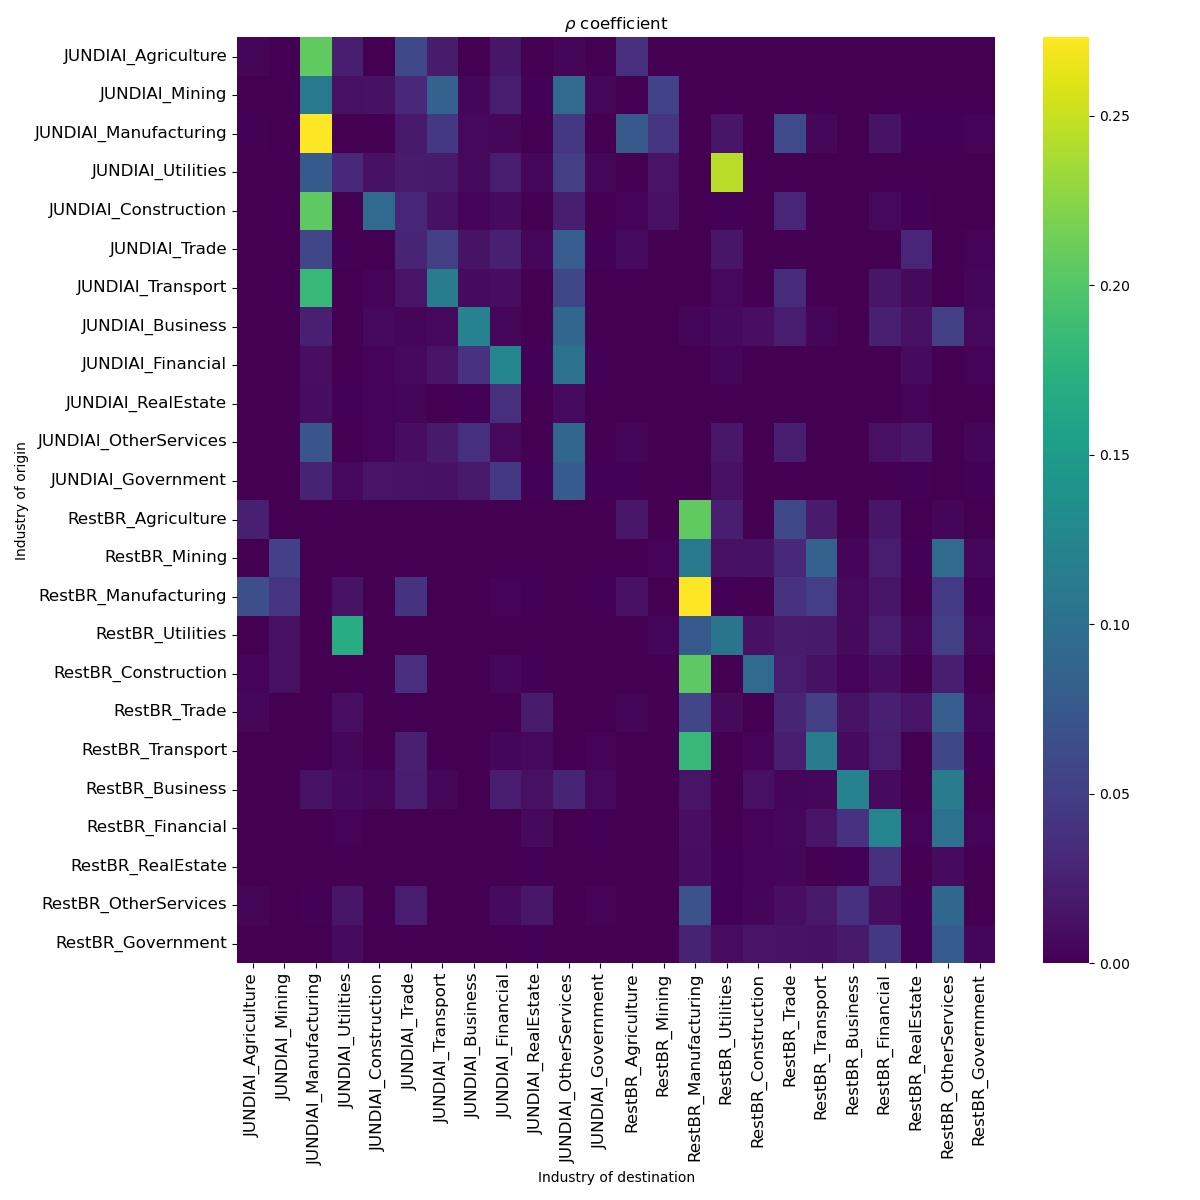 ρ coefficient
Industry of origin
JUNDIAI_Agriculture
JUNDIAI_Mining
JUNDIAI_Manufacturing
JUNDIAI_Utilities
JUNDIAI_Construction
JUNDIAI_Trade
JUNDIAI_Transport
JUNDIAI_Business
JUNDIAI_Financial
JUNDIAI_RealEstate
JUNDIAI_OtherServices
JUNDIAI_Government
RestBR_Agriculture
RestBR_Mining
RestBR_Manufacturing
RestBR_Utilities
RestBR_Construction
RestBR_Trade
RestBR_Transport
RestBR_Business
RestBR_Financial
RestBR_RealEstate
RestBR_OtherServices
RestBR_Government
JUNDIAI_Agriculture
JUNDIAI_Mining
JUNDIAI_Manufacturing
JUNDIAI_Utilities
JUNDIAI_Construction
JUNDIAI_Trade
JUNDIAI_Transport
JUNDIAI_Business
JUNDIAI_Financial
JUNDIAI_RealEstate
JUNDIAI_OtherServices
JUNDIAI_Government
RestBR_Agriculture
RestBR_Mining
RestBR_Manufacturing
RestBR_Utilities
RestBR_Construction
RestBR_Trade
RestBR_Transport
RestBR_Business
RestBR_Financial
RestBR_RealEstate
RestBR_OtherServices
RestBR_Government
Industry of destination
0.25
0.20
0.15
0.10
0.05
0.00